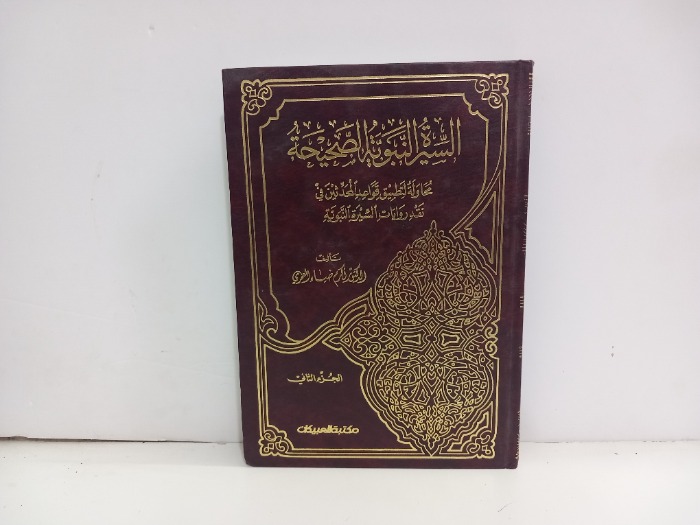 السيرة النبوية الصحيحة
محاولة لتطبيق قواعد المحدثين في
نقد روايات السيرة النبوية
تأليف
الدكتور أكرم ضياء العمري
الجزء الثاني
مكتبة العبيكان